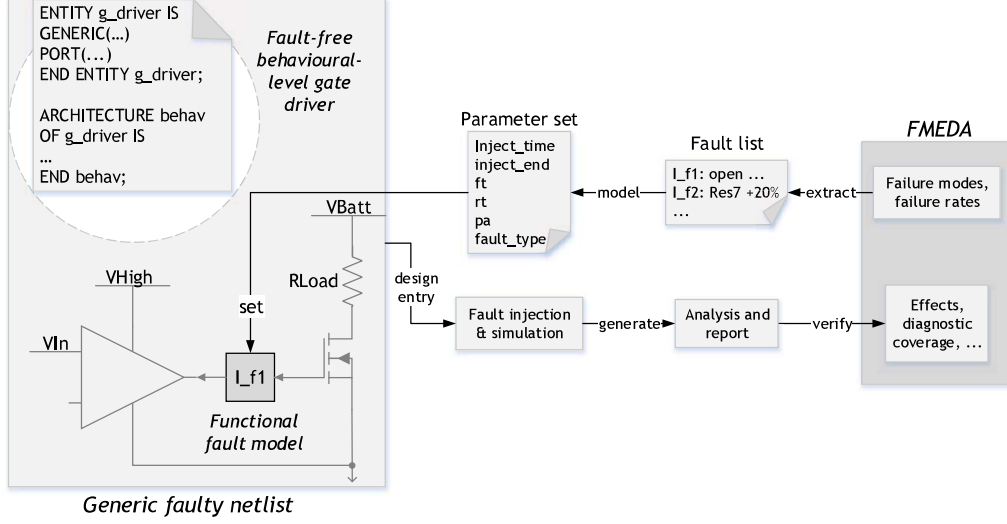 ENTITY g_driver IS
GENERIC(...)
PORT(...)
END ENTITY g_driver;
ARCHITECTURE behav
OF g_driver IS
...
END behav;
Fault-free
behavioural-
level gate
driver
VBatt
RLoad
VHigh
set
VIn
I_f1
Functional
fault model
Generic faulty netlist
Parameter set
Inject_time
inject_end
ft
rt
pa
fault_type
model
Fault list
I_f1: open ...
I_f2: Res7 +20%
...
extract
FMEDA
Failure modes,
failure rates
design
entry
Fault injection
& simulation
generate
Analysis and
report
verify
Effects,
diagnostic
coverage, ...